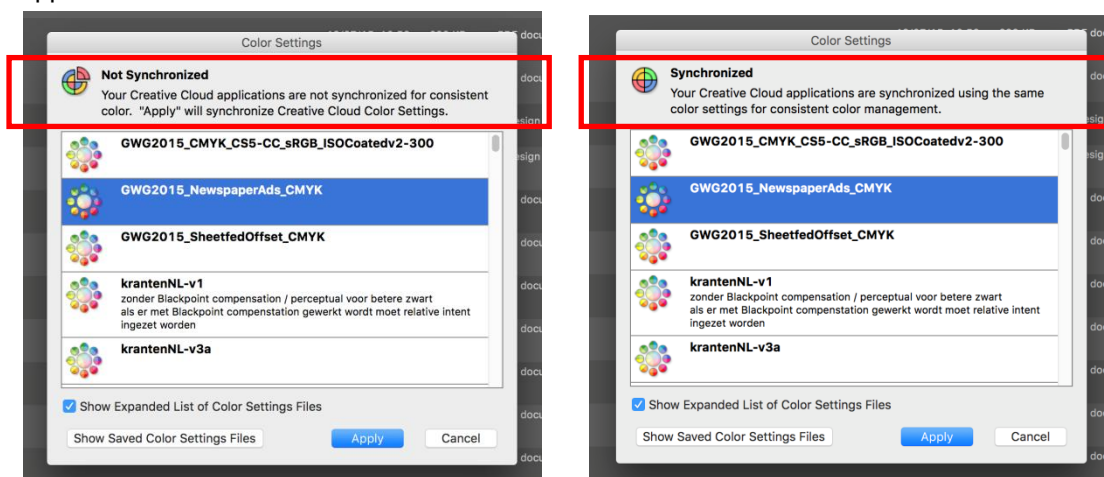 Color Settings
Not Synchronized
Your Creative Cloud applications are not synchronized for consistent
color. "Apply" will synchronize Creative Cloud Color Settings.
GWG2015_CMYK_CS5-CC_sRGB_ISOCoatedv2-300
GWG2015_NewspaperAds_CMYK
GWG2015_SheetfedOffset_CMYK
krantenNL-v1
zonder Blackpoint compensation / perceptual voor betere zwart
als er met Blackpoint compenstation gewerkt wordt moet relative intent
ingezet worden
krantenNL-v3a
Show Expanded List of Color Settings Files
Show Saved Color Settings Files Apply Cancel
Color Settings
Synchronized
Your Creative Cloud applications are synchronized using the same
color settings for consistent color management.
GWG2015_CMYK_CS5-CC_sRGB_ISOCoatedv2-300
GWG2015_NewspaperAds_CMYK
GWG2015_SheetfedOffset_CMYK
krantenNL-v1
zonder Blackpoint compensation / perceptual voor betere zwart
als er met Blackpoint compenstation gewerkt wordt moet relative intent
ingezet worden
krantenNL-v3a
Show Expanded List of Color Settings Files
Show Saved Color Settings Files Apply Cancel